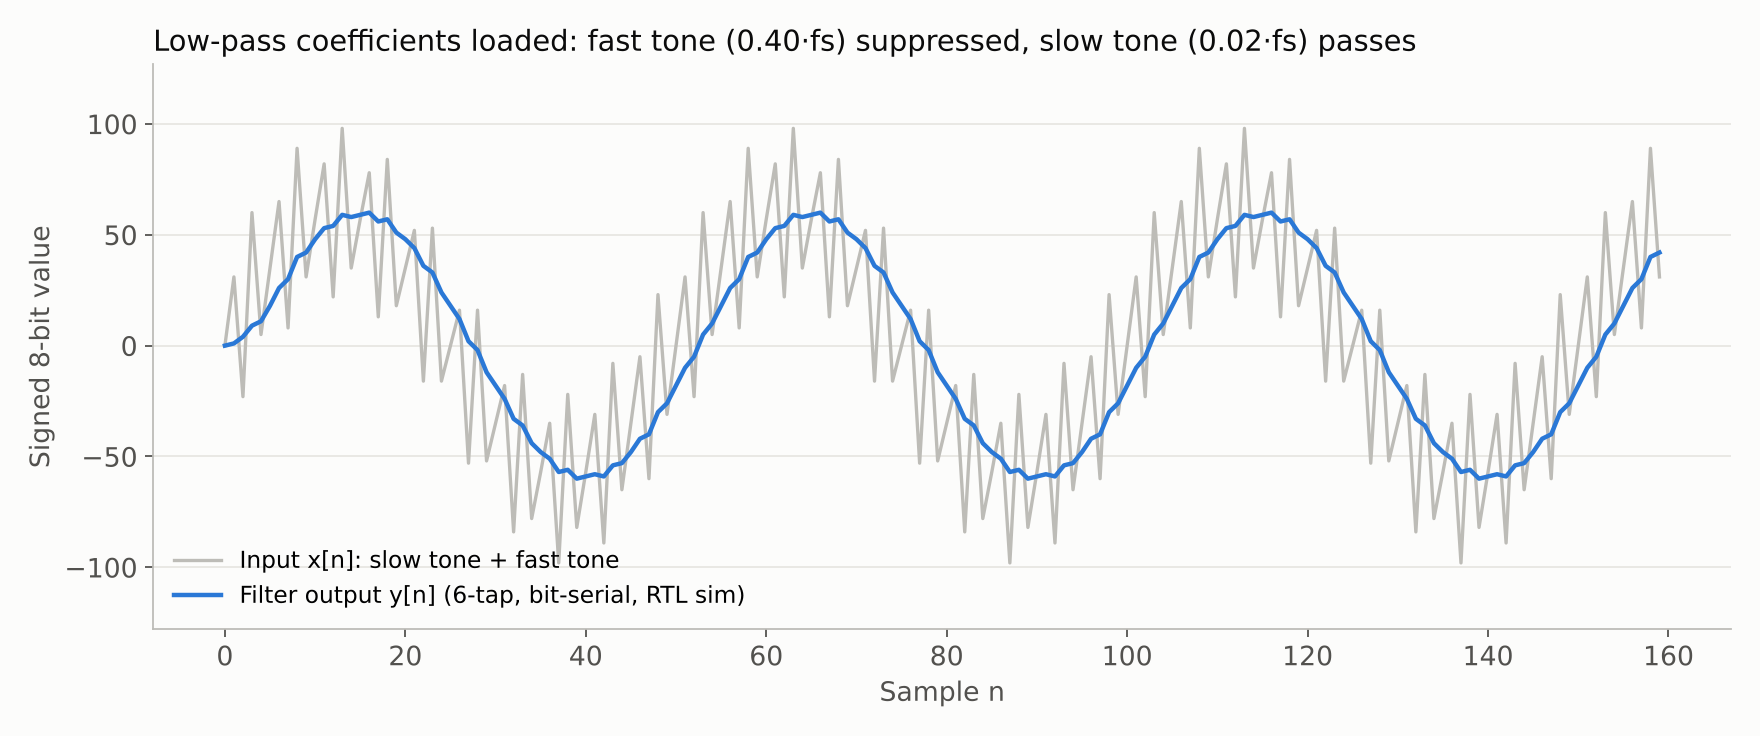 Low-pass coefficients loaded: fast tone (0.40·fs) suppressed, slow tone (0.02·fs) passes
Signed 8-bit value
100
50
0
−50
−100
Input x[n]: slow tone + fast tone
Filter output y[n] (6-tap, bit-serial, RTL sim)
0 20 40 60 80 100 120 140 160
Sample n